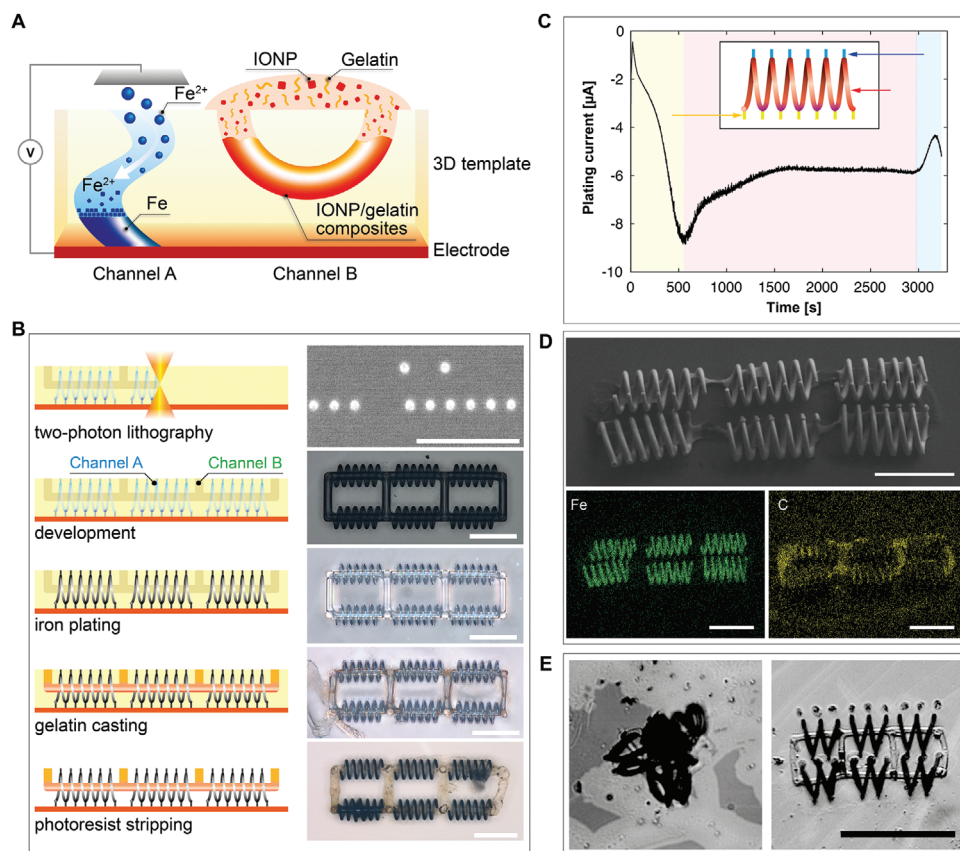 A
IONP
Gelatin
Fe2+
V
Fe2+
3D template
Fe
IONP/gelatin
composites
Electrode
Channel A
Channel B
B
two-photon lithography
Channel A
Channel B
development
iron plating
gelatin casting
photoresist stripping
C
Plating current [µA]
0
-2
-4
-6
-8
-10
0
500
1000
1500
2000
2500
3000
Time [s]
D
Fe
C
E